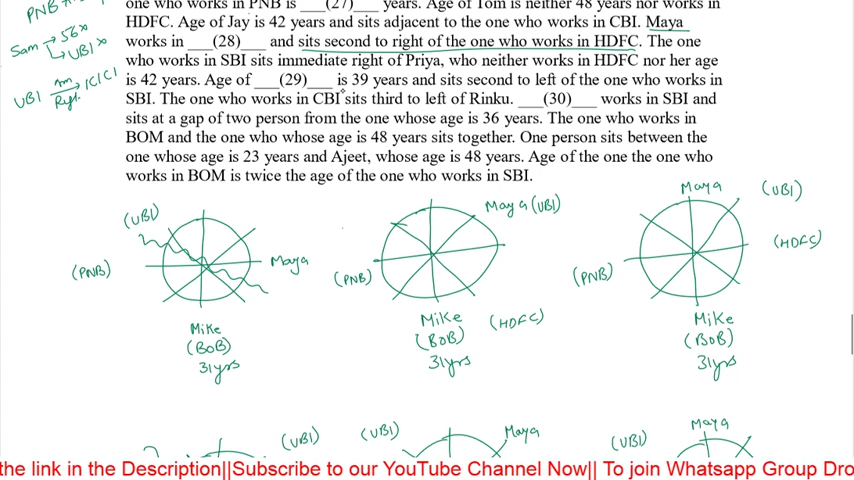 one who works in PNB is ___(27)___ years. Age of Tom is neither 48 years nor works in
PNB
HDFC. Age of Jay is 42 years and sits adjacent to the one who works in CBI. Maya
Sam → 56 x
works in ___(28)___ and sits second to right of the one who works in HDFC. The one
↳ UBI x
who works in SBI sits immediate right of Priya, who neither works in HDFC nor her age
is 42 years. Age of ___(29)___ is 39 years and sits second to left of the one who works in
UBI → ICICI
Rgt.
SBI. The one who works in CBI sits third to left of Rinku. ___(30)___ works in SBI and
sits at a gap of two person from the one whose age is 36 years. The one who works in
BOM and the one whose age is 48 years sits together. One person sits between the
one whose age is 23 years and Ajeet, whose age is 48 years. Age of the one the one who
works in BOM is twice the age of the one who works in SBI.
(UBI)
(PNB)
Maya
Mike
(BOB)
31yrs
Maya (UBI)
(PNB)
Mike (HDFC)
(BOB)
31yrs
Maya (UBI)
(HDFC)
(PNB)
Mike
(BOB)
31yrs
(UBI)
(UBI) Maya
Maya
(UBI)
the link in the Description||Subscribe to our YouTube Channel Now|| To join Whatsapp Group Dro